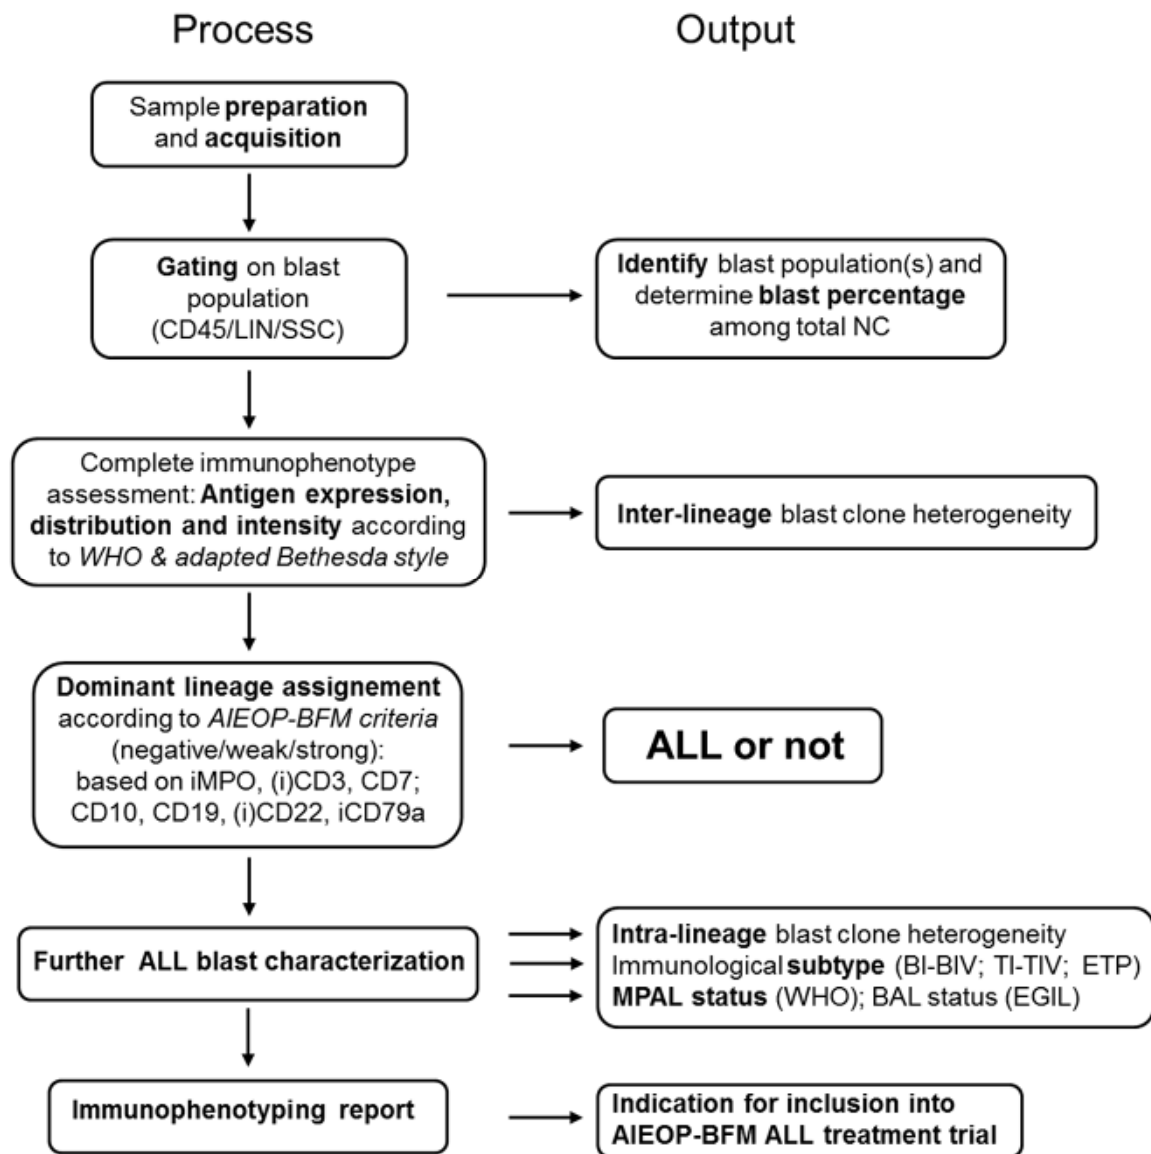 Process
Output
Sample preparation
and acquisition
Gating on blast
population
(CD45/LIN/SSC)
Identify blast population(s) and
determine blast percentage
among total NC
Complete immunophenotype
assessment: Antigen expression,
distribution and intensity according
to WHO & adapted Bethesda style
Inter-lineage blast clone heterogeneity
Dominant lineage assignement
according to AIEOP-BFM criteria
(negative/weak/strong):
based on iMPO, (i)CD3, CD7;
CD10, CD19, (i)CD22, iCD79a
ALL or not
Further ALL blast characterization
Intra-lineage blast clone heterogeneity
Immunological subtype (BI-BIV; TI-TIV; ETP)
MPAL status (WHO); BAL status (EGIL)
Immunophenotyping report
Indication for inclusion into
AIEOP-BFM ALL treatment trial